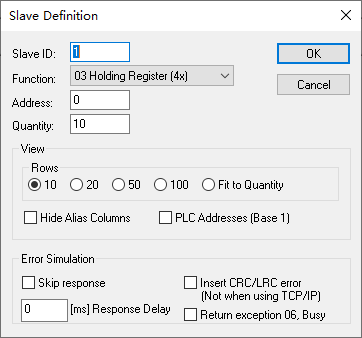 Slave Definition
Slave ID: 1
OK
Function: 03 Holding Register (4x)
Cancel
Address: 0
Quantity: 10
View
Rows
10 20 50 100 Fit to Quantity
Hide Alias Columns PLC Addresses (Base 1)
Error Simulation
Skip response Insert CRC/LRC error
(Not when using TCP/IP)
0 [ms] Response Delay
Return exception 06, Busy